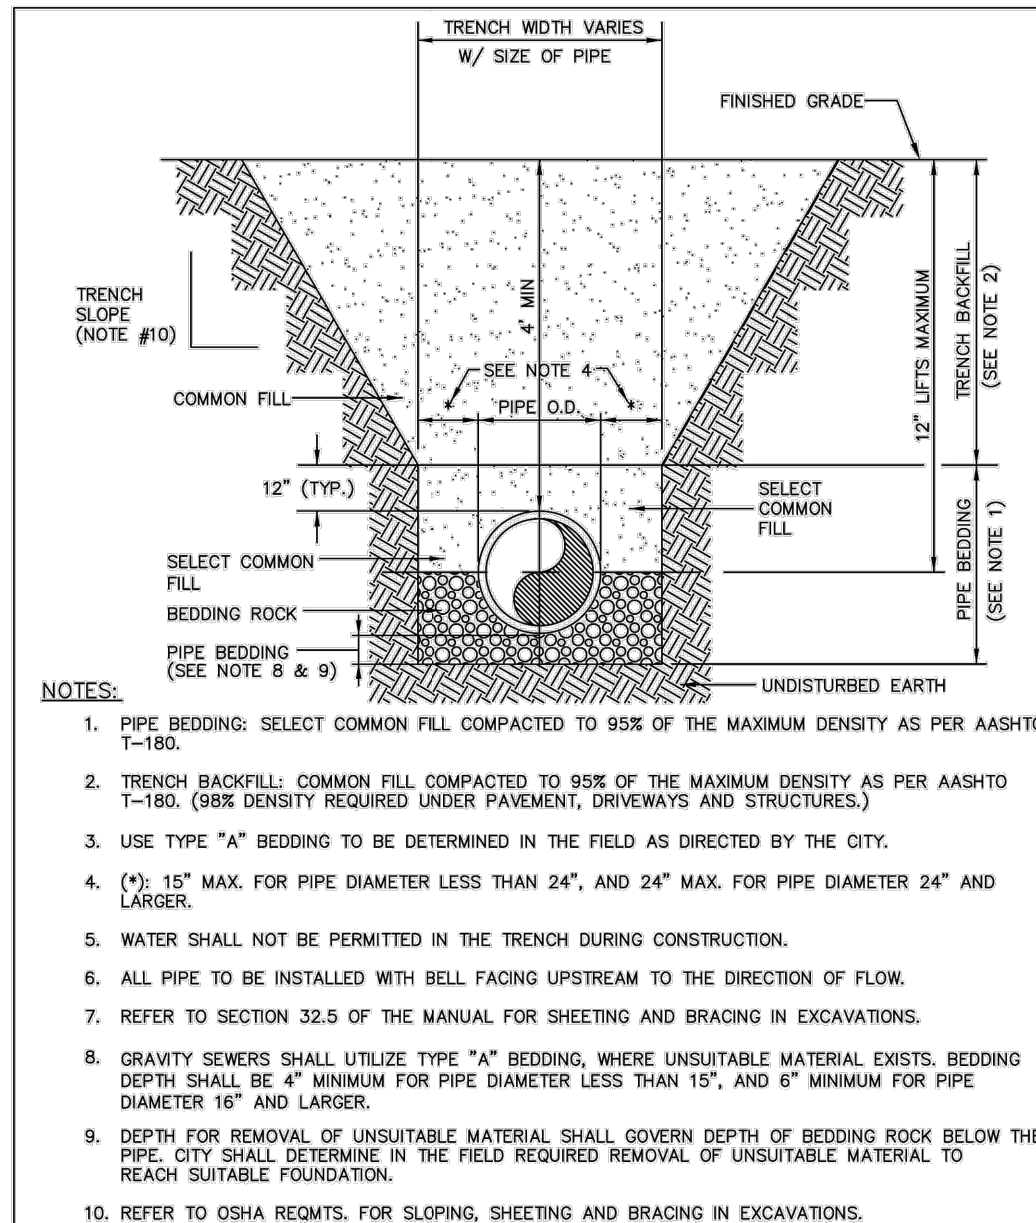 TRENCH WIDTH VARIES
W/ SIZE OF PIPE
FINISHED GRADE
TRENCH
SLOPE
(NOTE #10)
4' MIN
12" LIFTS MAXIMUM
TRENCH BACKFILL
(SEE NOTE 2)
SEE NOTE 4
* *
COMMON FILL
PIPE O.D.
12" (TYP.)
SELECT
COMMON
FILL
PIPE BEDDING
(SEE NOTE 1)
SELECT COMMON
FILL
BEDDING ROCK
PIPE BEDDING
(SEE NOTE 8 & 9)
UNDISTURBED EARTH
NOTES:
1. PIPE BEDDING: SELECT COMMON FILL COMPACTED TO 95% OF THE MAXIMUM DENSITY AS PER AASHTO
T-180.
2. TRENCH BACKFILL: COMMON FILL COMPACTED TO 95% OF THE MAXIMUM DENSITY AS PER AASHTO
T-180. (98% DENSITY REQUIRED UNDER PAVEMENT, DRIVEWAYS AND STRUCTURES.)
3. USE TYPE "A" BEDDING TO BE DETERMINED IN THE FIELD AS DIRECTED BY THE CITY.
4. (*): 15" MAX. FOR PIPE DIAMETER LESS THAN 24", AND 24" MAX. FOR PIPE DIAMETER 24" AND
LARGER.
5. WATER SHALL NOT BE PERMITTED IN THE TRENCH DURING CONSTRUCTION.
6. ALL PIPE TO BE INSTALLED WITH BELL FACING UPSTREAM TO THE DIRECTION OF FLOW.
7. REFER TO SECTION 32.5 OF THE MANUAL FOR SHEETING AND BRACING IN EXCAVATIONS.
8. GRAVITY SEWERS SHALL UTILIZE TYPE "A" BEDDING, WHERE UNSUITABLE MATERIAL EXISTS. BEDDING
DEPTH SHALL BE 4" MINIMUM FOR PIPE DIAMETER LESS THAN 15", AND 6" MINIMUM FOR PIPE
DIAMETER 16" AND LARGER.
9. DEPTH FOR REMOVAL OF UNSUITABLE MATERIAL SHALL GOVERN DEPTH OF BEDDING ROCK BELOW THE
PIPE. CITY SHALL DETERMINE IN THE FIELD REQUIRED REMOVAL OF UNSUITABLE MATERIAL TO
REACH SUITABLE FOUNDATION.
10. REFER TO OSHA REQMTS. FOR SLOPING, SHEETING AND BRACING IN EXCAVATIONS.